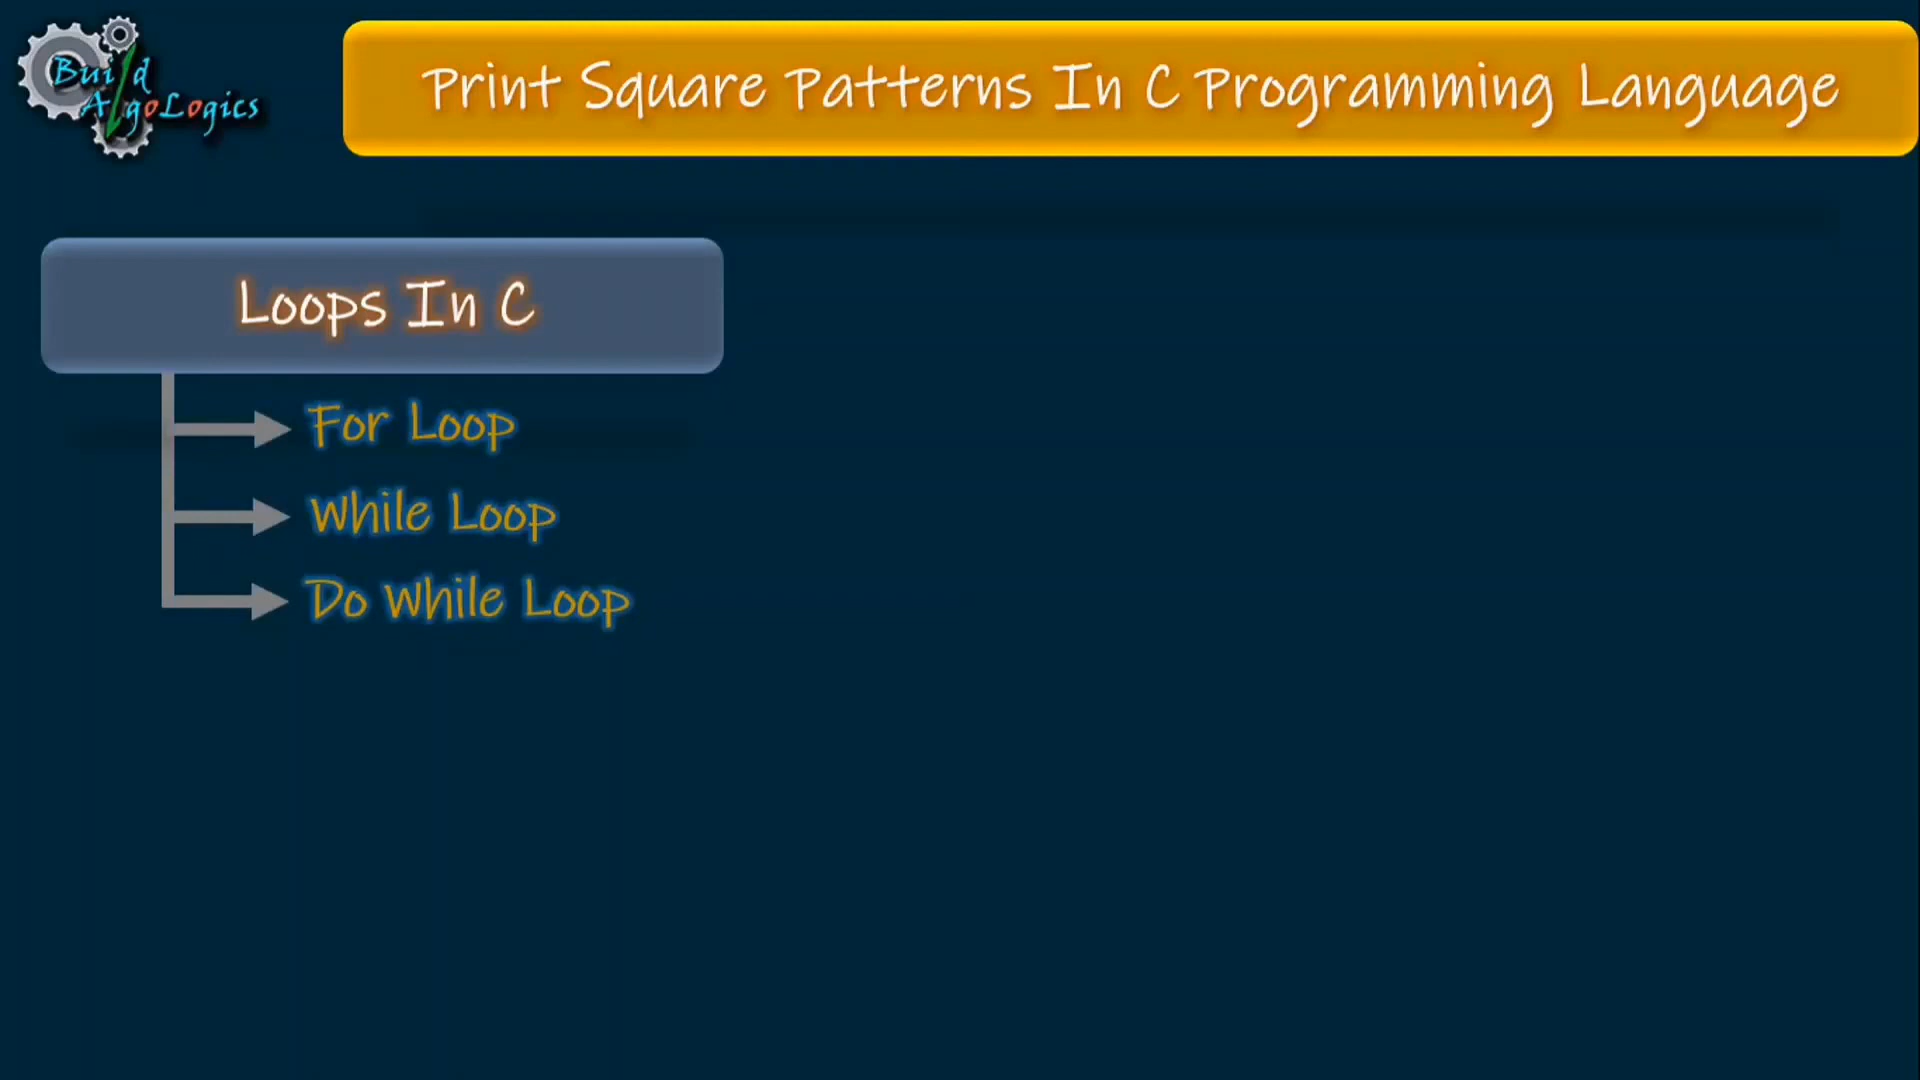 Build
AlgoLogics
Print Square Patterns In C Programming Language
Loops In C
For Loop
While Loop
Do While Loop